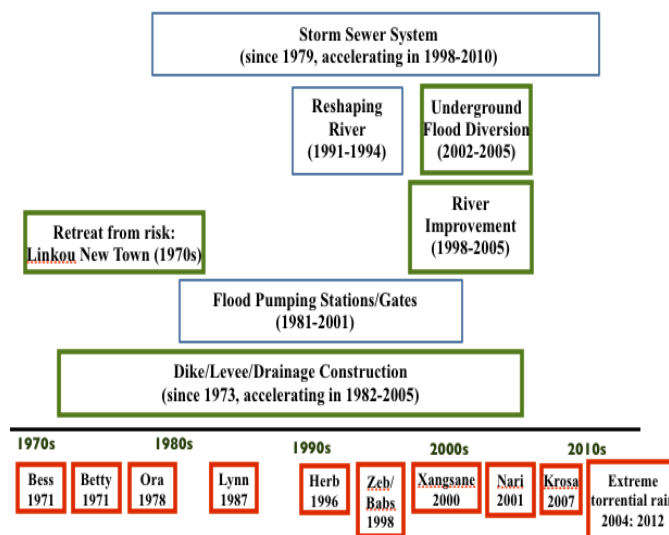 Storm Sewer System
(since 1979, accelerating in 1998-2010)
Reshaping
River
(1991-1994)
Underground
Flood Diversion
(2002-2005)
River
Improvement
(1998-2005)
Retreat from risk:
Linkou New Town (1970s)
Flood Pumping Stations/Gates
(1981-2001)
Dike/Levee/Drainage Construction
(since 1973, accelerating in 1982-2005)
1970s
1980s
1990s
2000s
2010s
Bess
1971
Betty
1971
Ora
1978
Lynn
1987
Herb
1996
Zeb/
Babs
1998
Xangsane
2000
Nari
2001
Krosa
2007
Extreme
torrential rain
2004: 2012